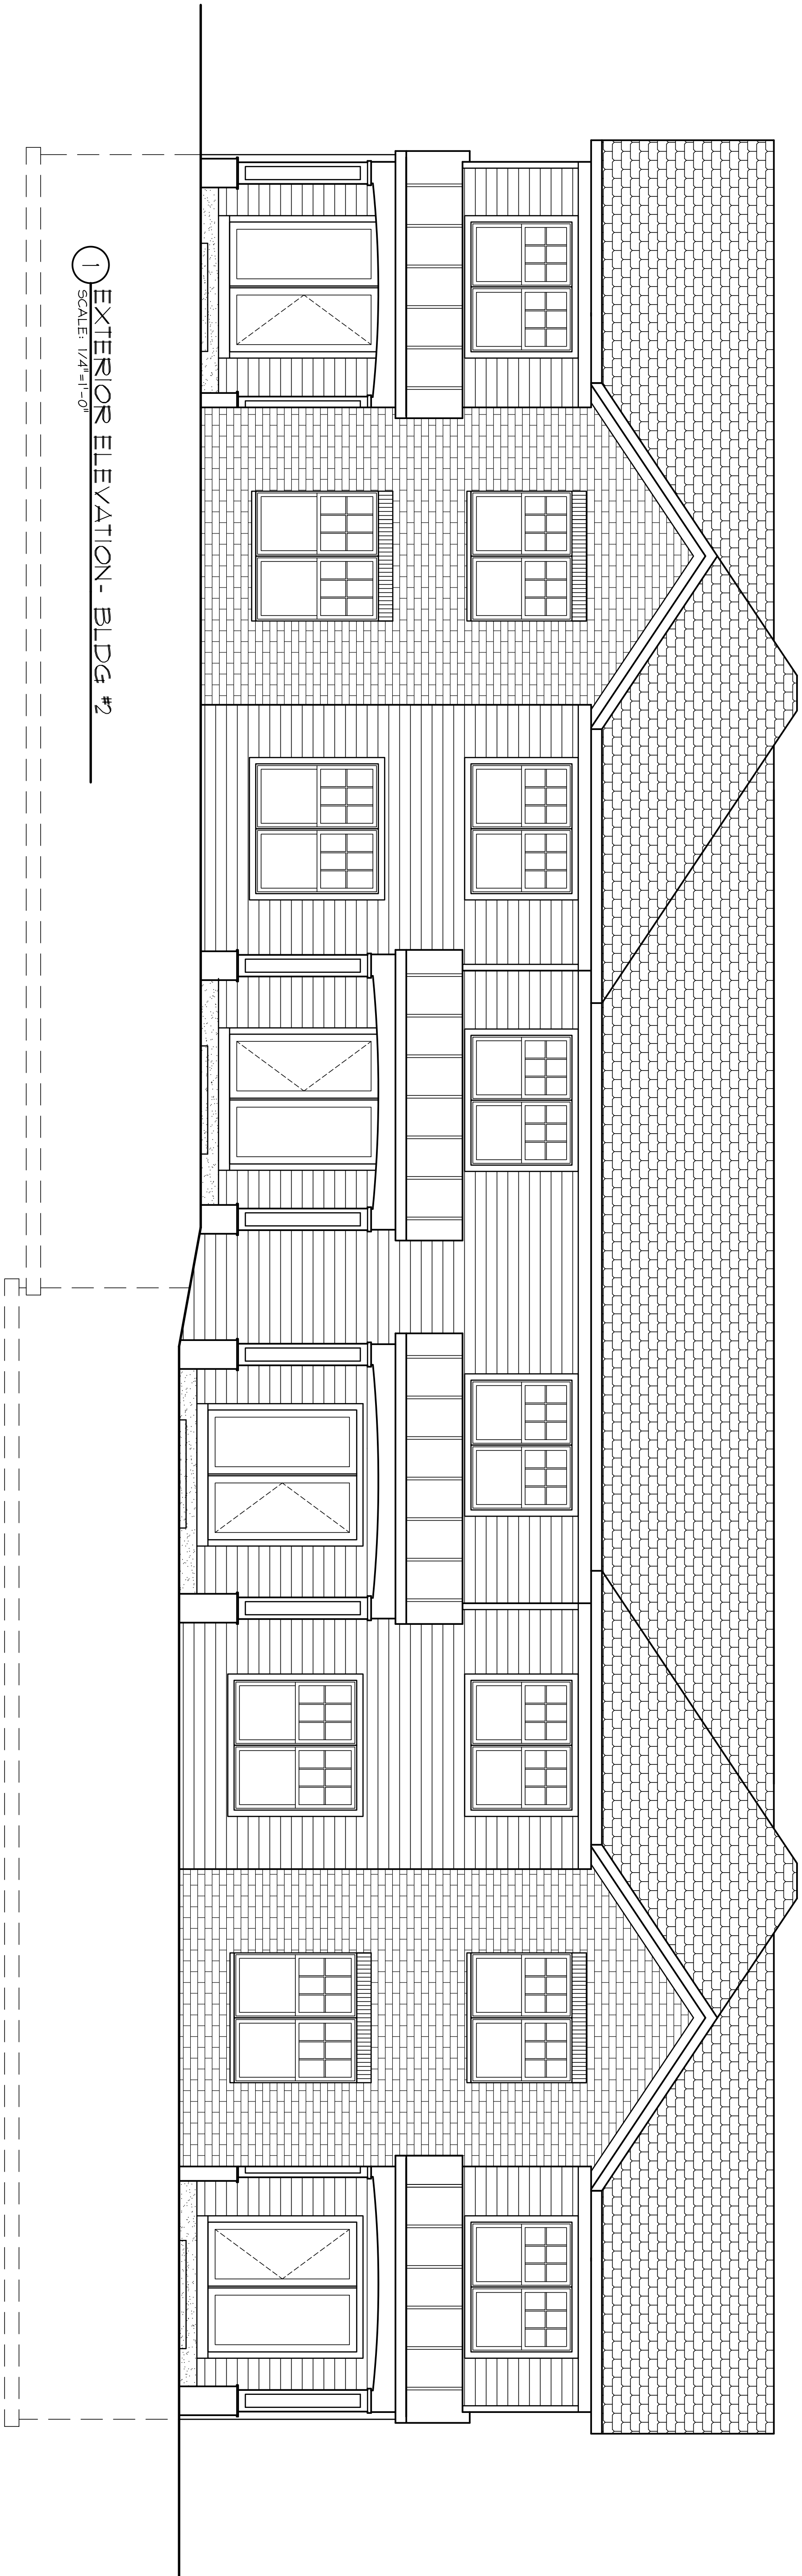 1
EXTERIOR ELEVATION- BLDG #2
SCALE: 1/4"=1'-0"